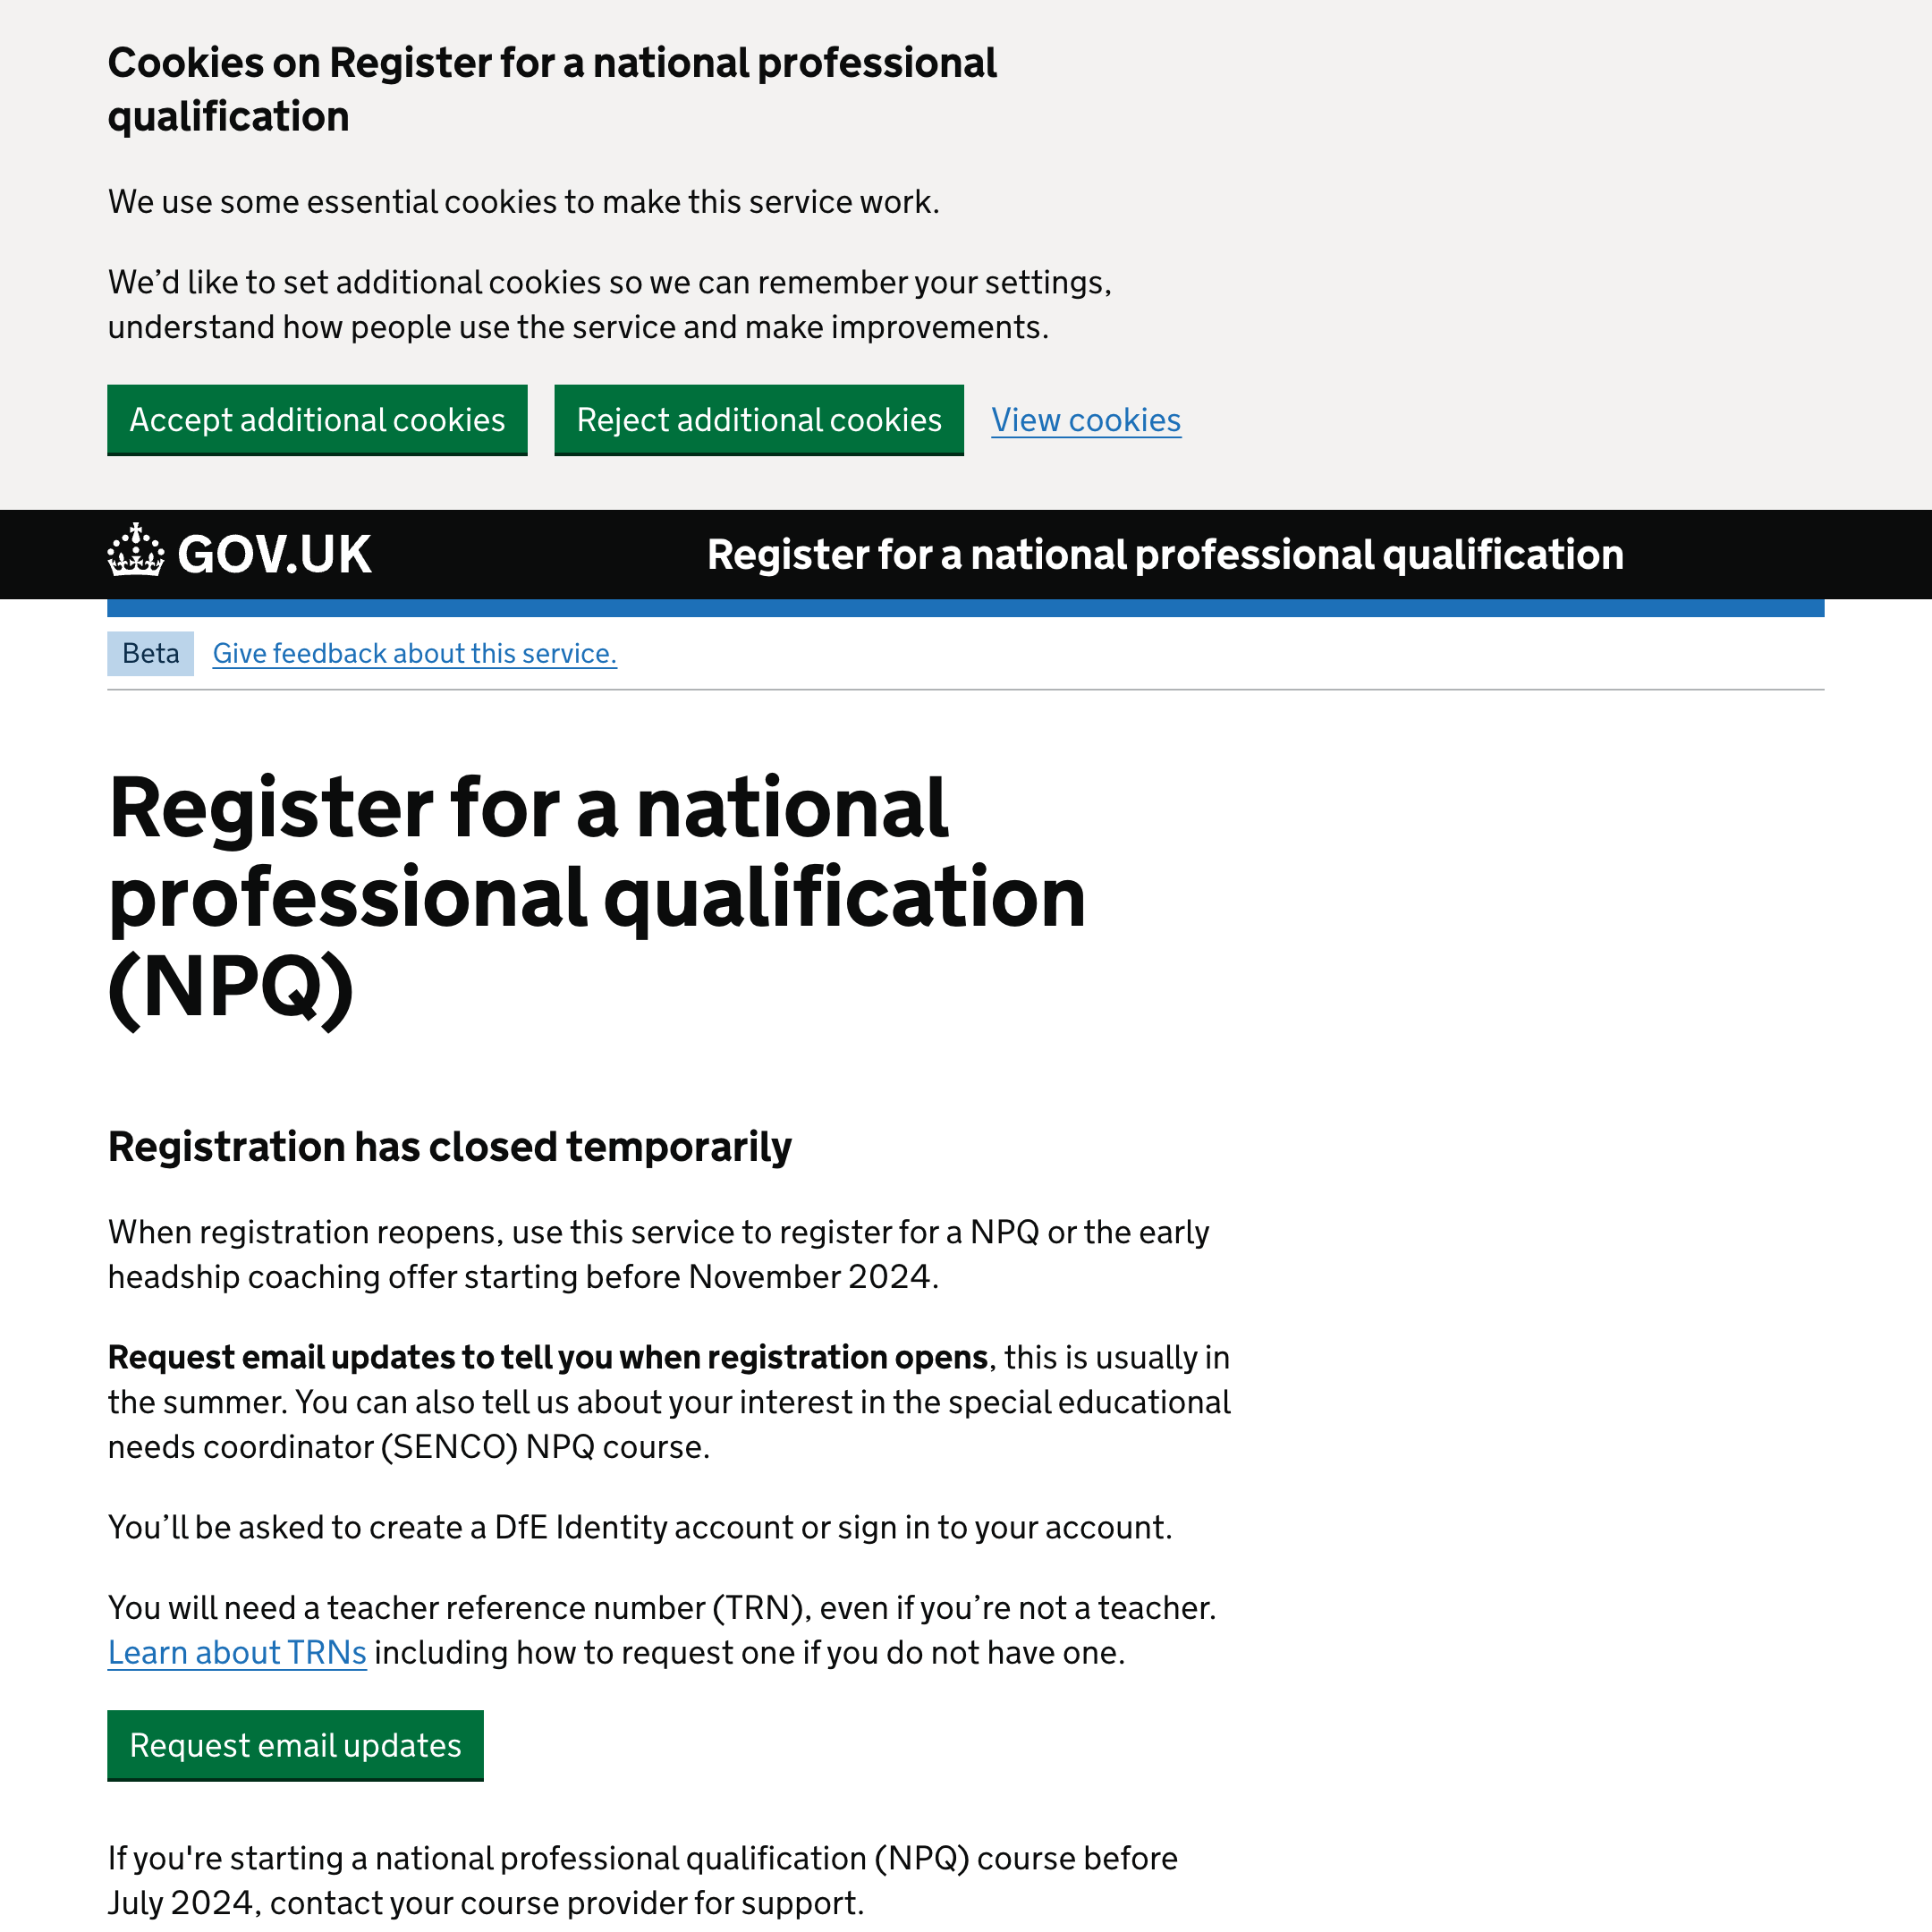 Cookies on Register for a national professional
qualification
We use some essential cookies to make this service work.
We’d like to set additional cookies so we can remember your settings,
understand how people use the service and make improvements.
Accept additional cookies Reject additional cookies View cookies
GOV.UK Register for a national professional qualification
Beta Give feedback about this service.
Register for a national
professional qualification
(NPQ)
Registration has closed temporarily
When registration reopens, use this service to register for a NPQ or the early
headship coaching offer starting before November 2024.
Request email updates to tell you when registration opens, this is usually in
the summer. You can also tell us about your interest in the special educational
needs coordinator (SENCO) NPQ course.
You’ll be asked to create a DfE Identity account or sign in to your account.
You will need a teacher reference number (TRN), even if you’re not a teacher.
Learn about TRNs including how to request one if you do not have one.
Request email updates
If you're starting a national professional qualification (NPQ) course before
July 2024, contact your course provider for support.